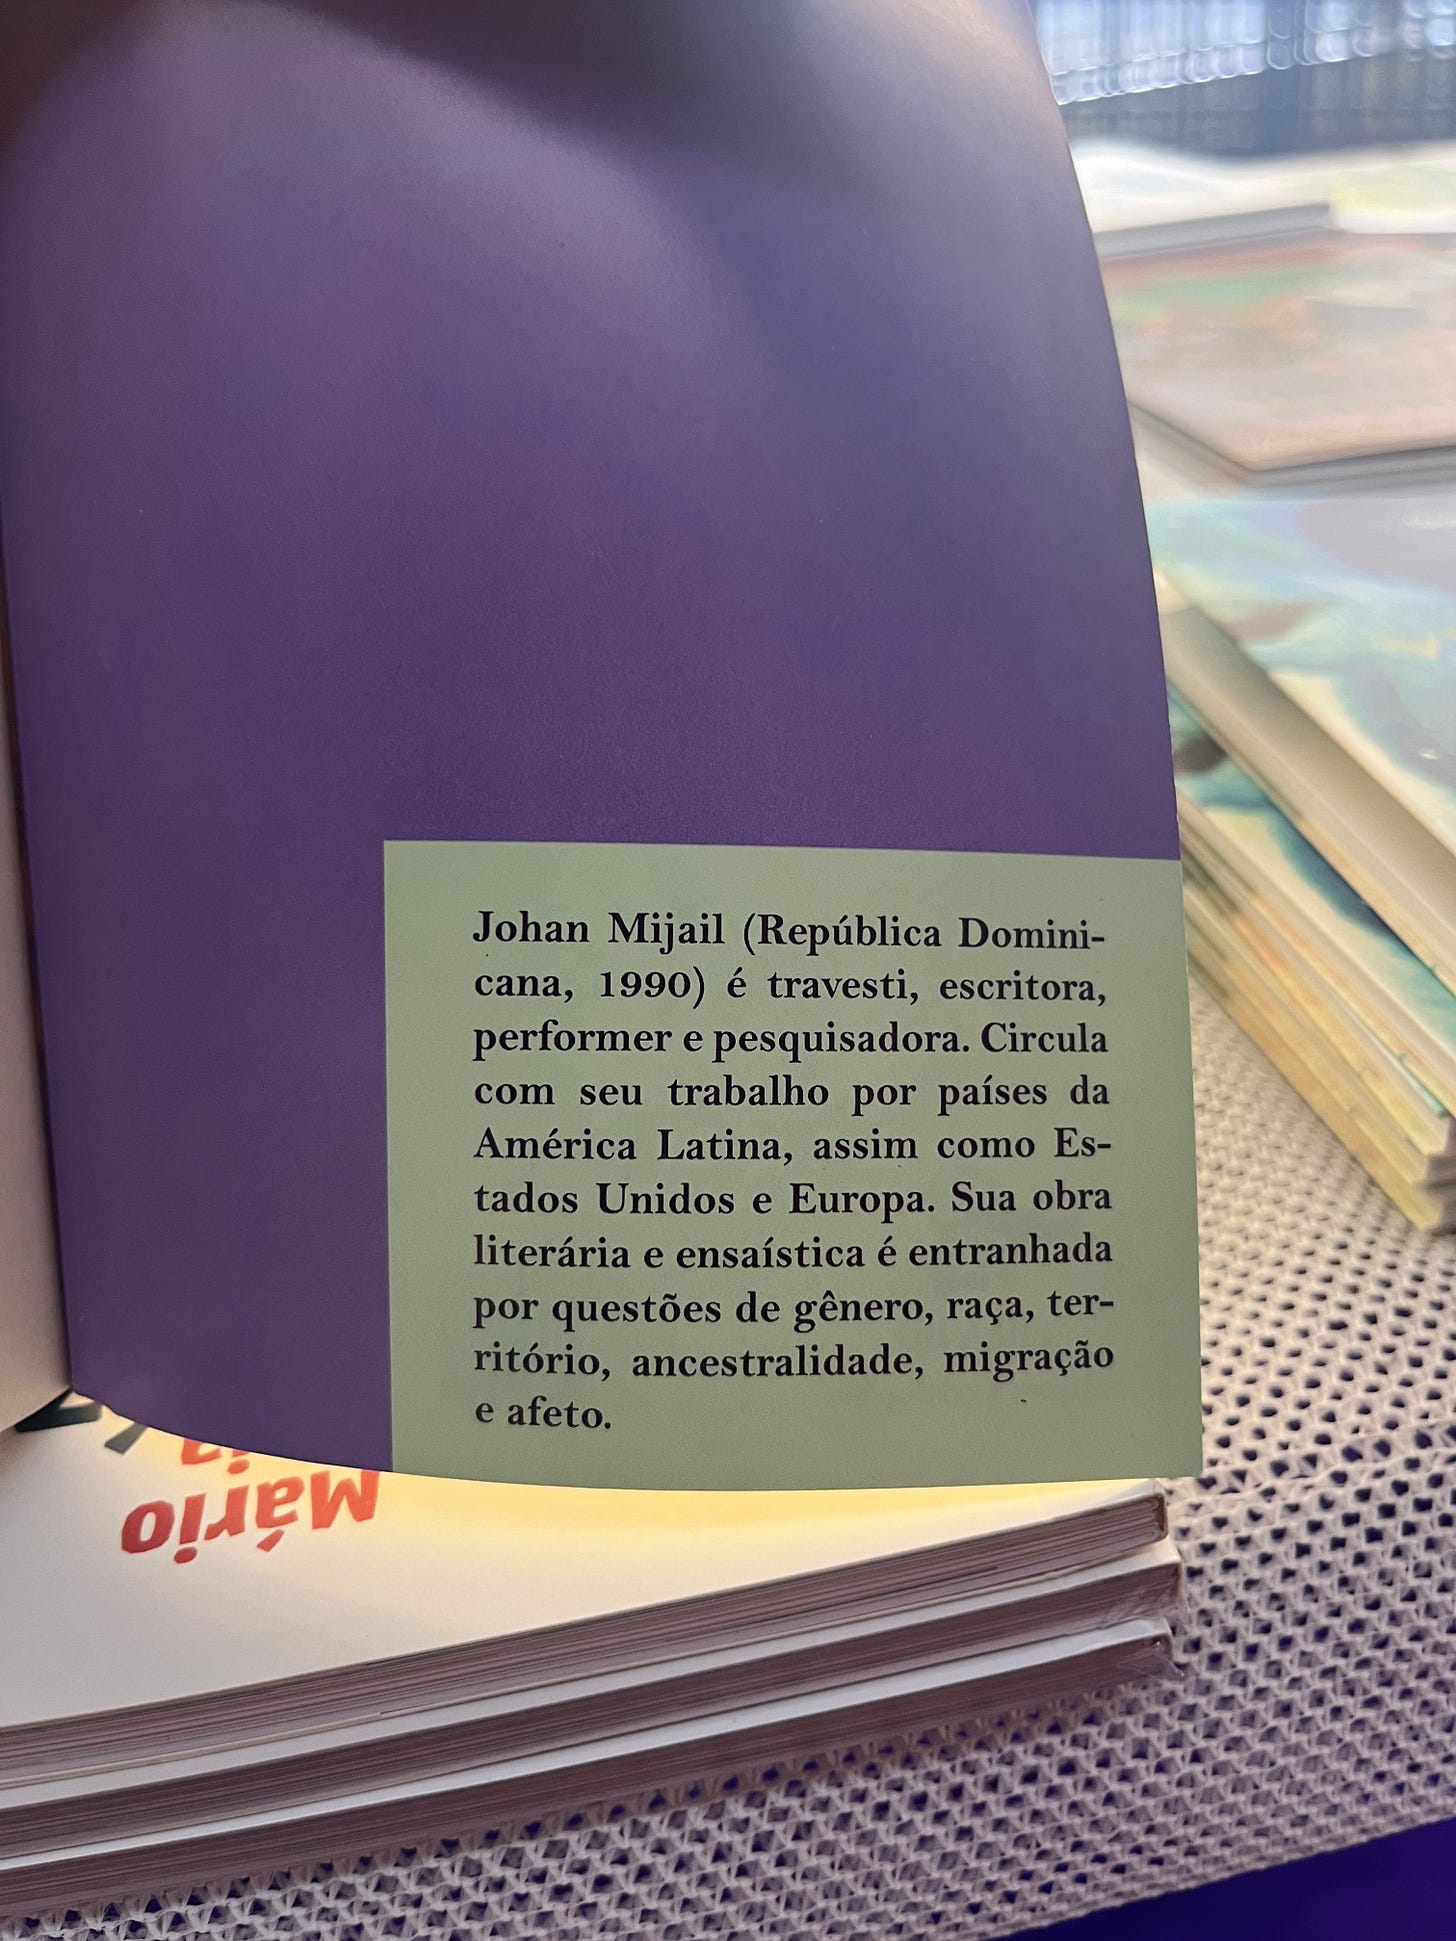 Johan Mijail (República Domini-
cana, 1990) é travesti, escritora,
performer e pesquisadora. Circula
com seu trabalho por países da
América Latina, assim como Es-
tados Unidos e Europa. Sua obra
literária e ensaística é entranhada
por questões de gênero, raça, ter-
ritório, ancestralidade, migração
e afeto.
Mário